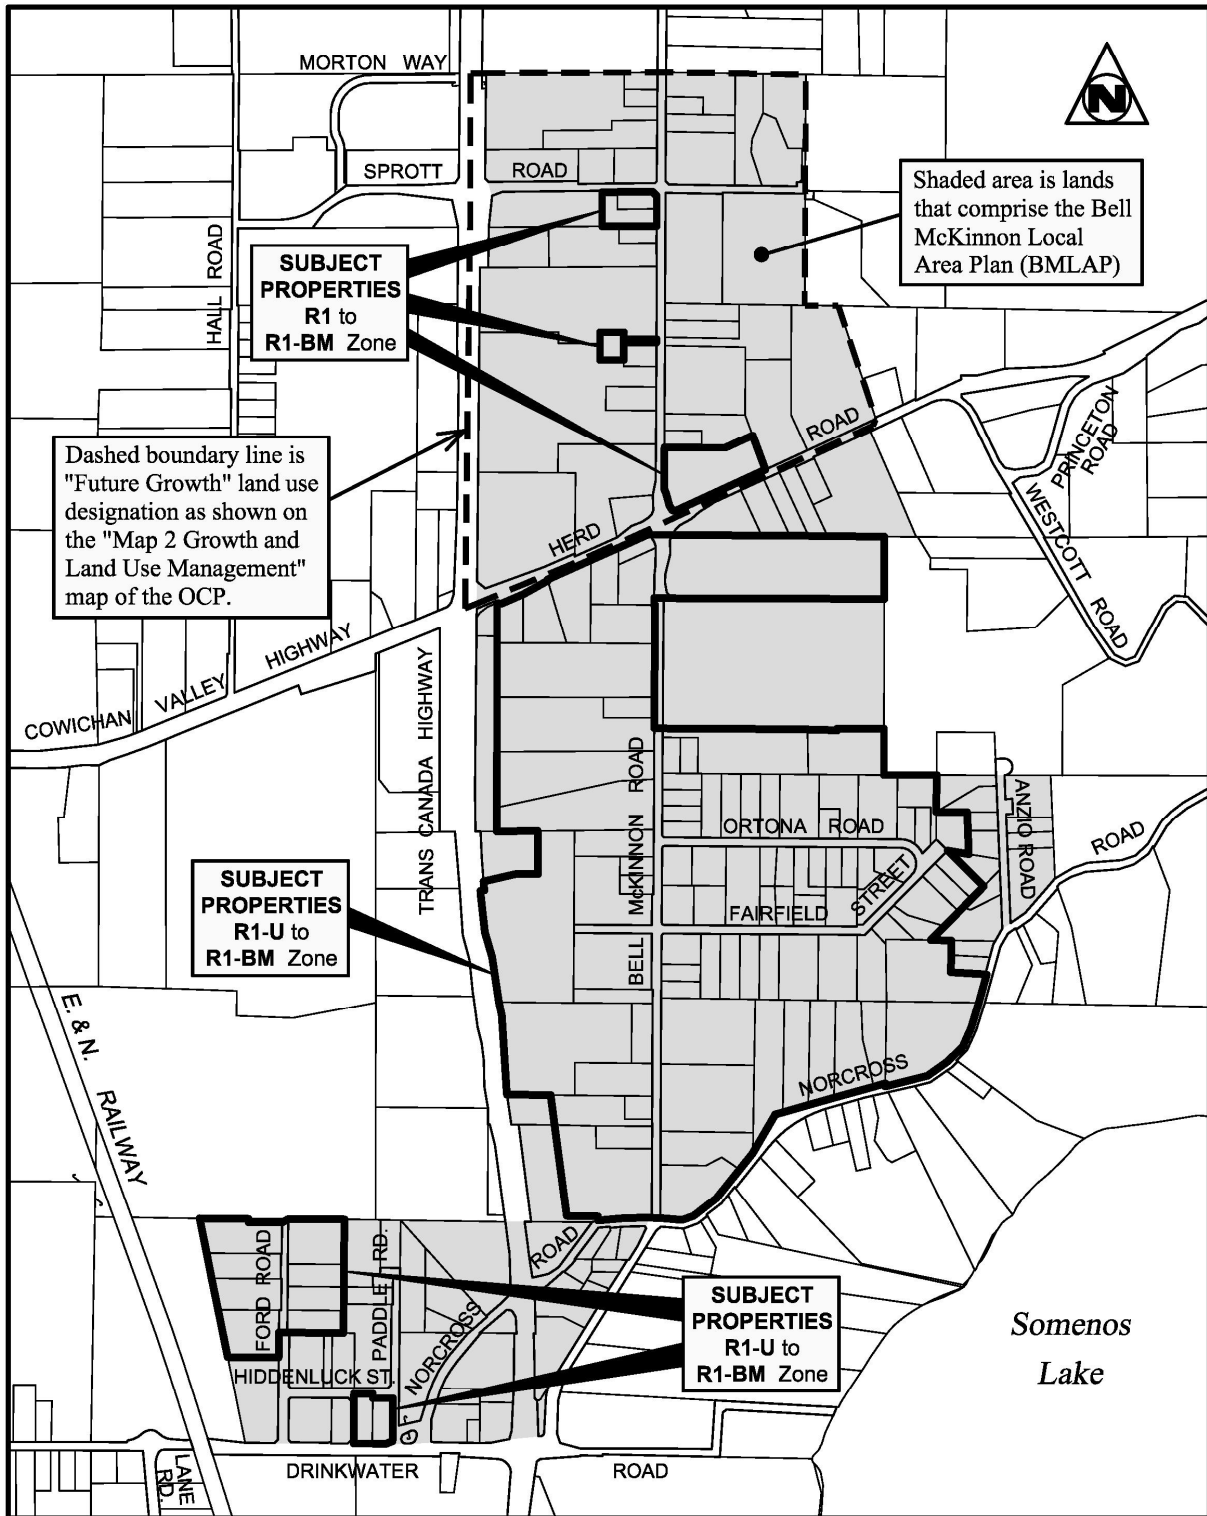 MORTON WAY
N
SPROTT ROAD
Shaded area is lands
that comprise the Bell
McKinnon Local
Area Plan (BMLAP)
HALL ROAD
SUBJECT
PROPERTIES
R1 to
R1-BM Zone
Dashed boundary line is
"Future Growth" land use
designation as shown on
the "Map 2 Growth and
Land Use Management"
map of the OCP.
HERD ROAD
PRINCETON
ROAD
WESTCOTT ROAD
COWICHAN VALLEY HIGHWAY
TRANS CANADA HIGHWAY
BELL McKINNON ROAD
ORTONA ROAD
ANZIO ROAD
FAIRFIELD STREET
SUBJECT
PROPERTIES
R1-U to
R1-BM Zone
E. & N. RAILWAY
NORCROSS ROAD
FORD ROAD
PADDLE RD.
NORCROSS ROAD
HIDDENLUCK ST.
SUBJECT
PROPERTIES
R1-U to
R1-BM Zone
Somenos
Lake
DRINKWATER ROAD
LANE
RD.